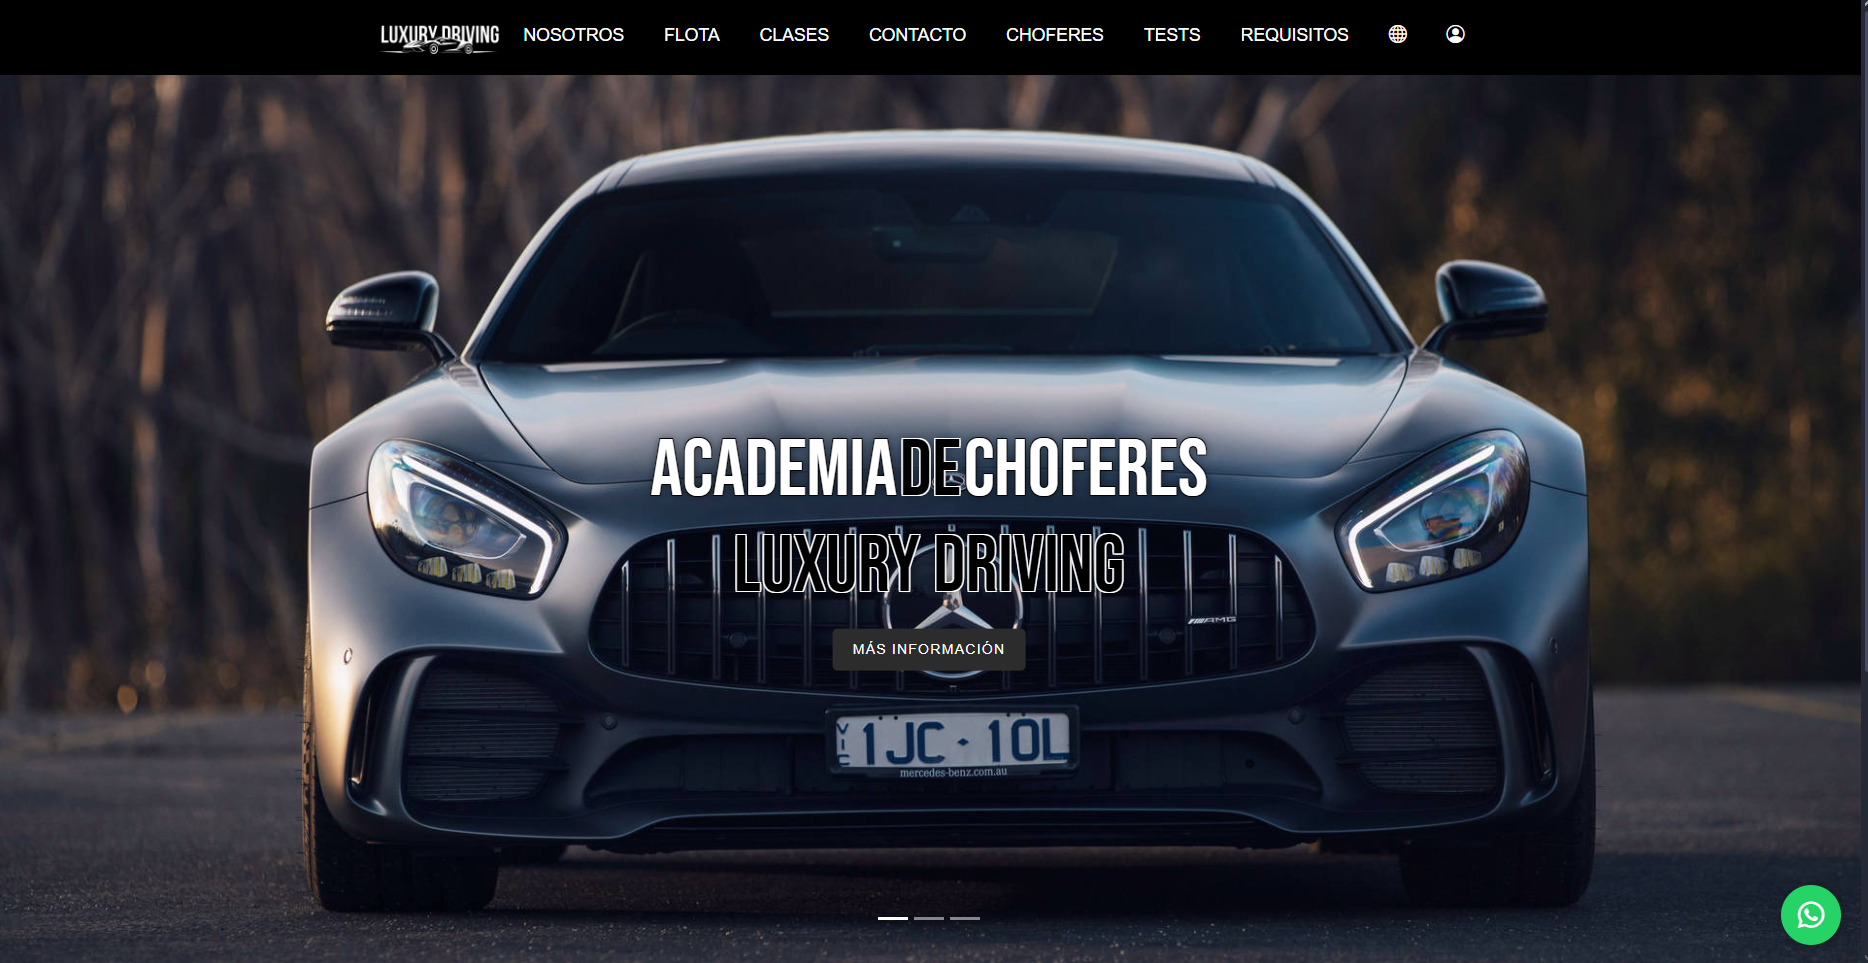 LUXURY DRIVING NOSOTROS FLOTA CLASES CONTACTO CHOFERES TESTS REQUISITOS
ACADEMIADECHOFERES
LUXURY DRIVING
AMG
MÁS INFORMACIÓN
VIC 1JC·10L
mercedes-benz.com.au